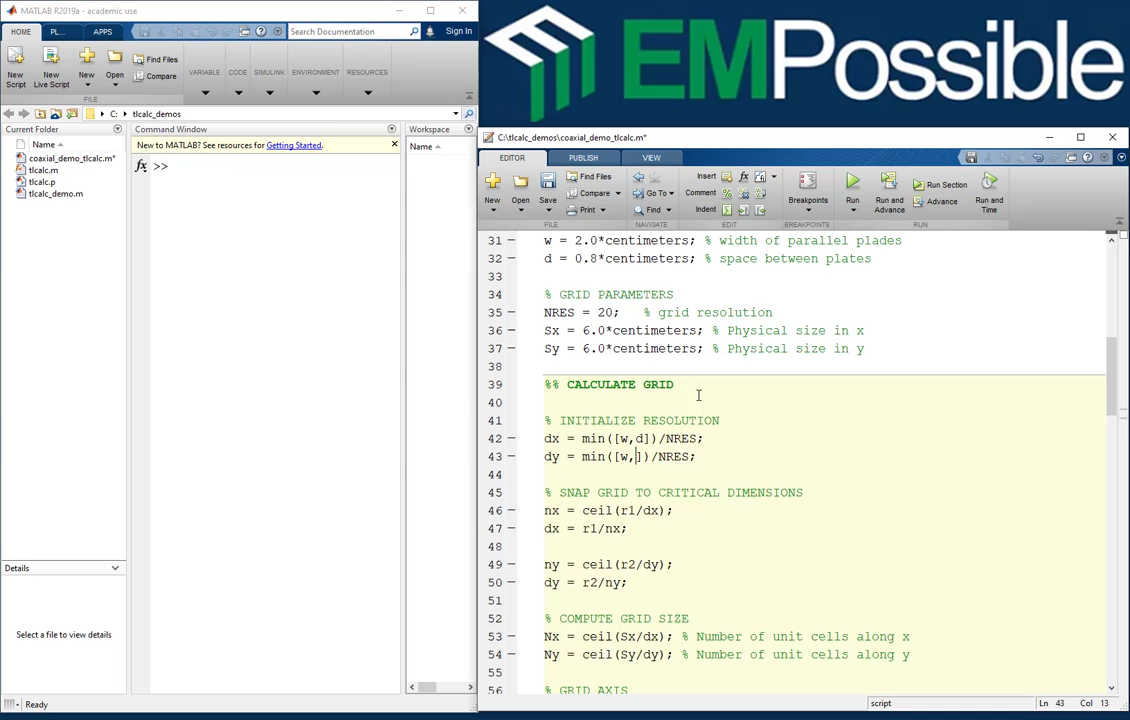 MATLAB R2019a - academic use
HOME
PL...
APPS
Search Documentation
Sign In
New Script
New Live Script
New
Open
Find Files
Compare
VARIABLE
CODE
SIMULINK
ENVIRONMENT
RESOURCES
FILE
C:
tlcalc_demos
Current Folder
Name
coaxial_demo_tlcalc.m*
tlcalc.m
tlcalc.p
tlcalc_demo.m
Details
Select a file to view details
Ready
Command Window
New to MATLAB? See resources for Getting Started.
fx >>
Workspace
Name
EMPossible
C:\tlcalc_demos\coaxial_demo_tlcalc.m*
EDITOR
PUBLISH
VIEW
New
Open
Save
Find Files
Compare
Print
Go To
Find
Insert
Comment
Indent
Breakpoints
Run
Run and Advance
Run Section
Advance
Run and Time
FILE
NAVIGATE
EDIT
BREAKPOINTS
RUN
31 w = 2.0*centimeters; % width of parallel plades
32 d = 0.8*centimeters; % space between plates
33
34 % GRID PARAMETERS
35 NRES = 20; % grid resolution
36 Sx = 6.0*centimeters; % Physical size in x
37 Sy = 6.0*centimeters; % Physical size in y
38
39 %% CALCULATE GRID
40
41 % INITIALIZE RESOLUTION
42 dx = min([w,d])/NRES;
43 dy = min([w,])/NRES;
44
45 % SNAP GRID TO CRITICAL DIMENSIONS
46 nx = ceil(r1/dx);
47 dx = r1/nx;
48
49 ny = ceil(r2/dy);
50 dy = r2/ny;
51
52 % COMPUTE GRID SIZE
53 Nx = ceil(Sx/dx); % Number of unit cells along x
54 Ny = ceil(Sy/dy); % Number of unit cells along y
55
56 % GRID AXIS
script
Ln 43 Col 13